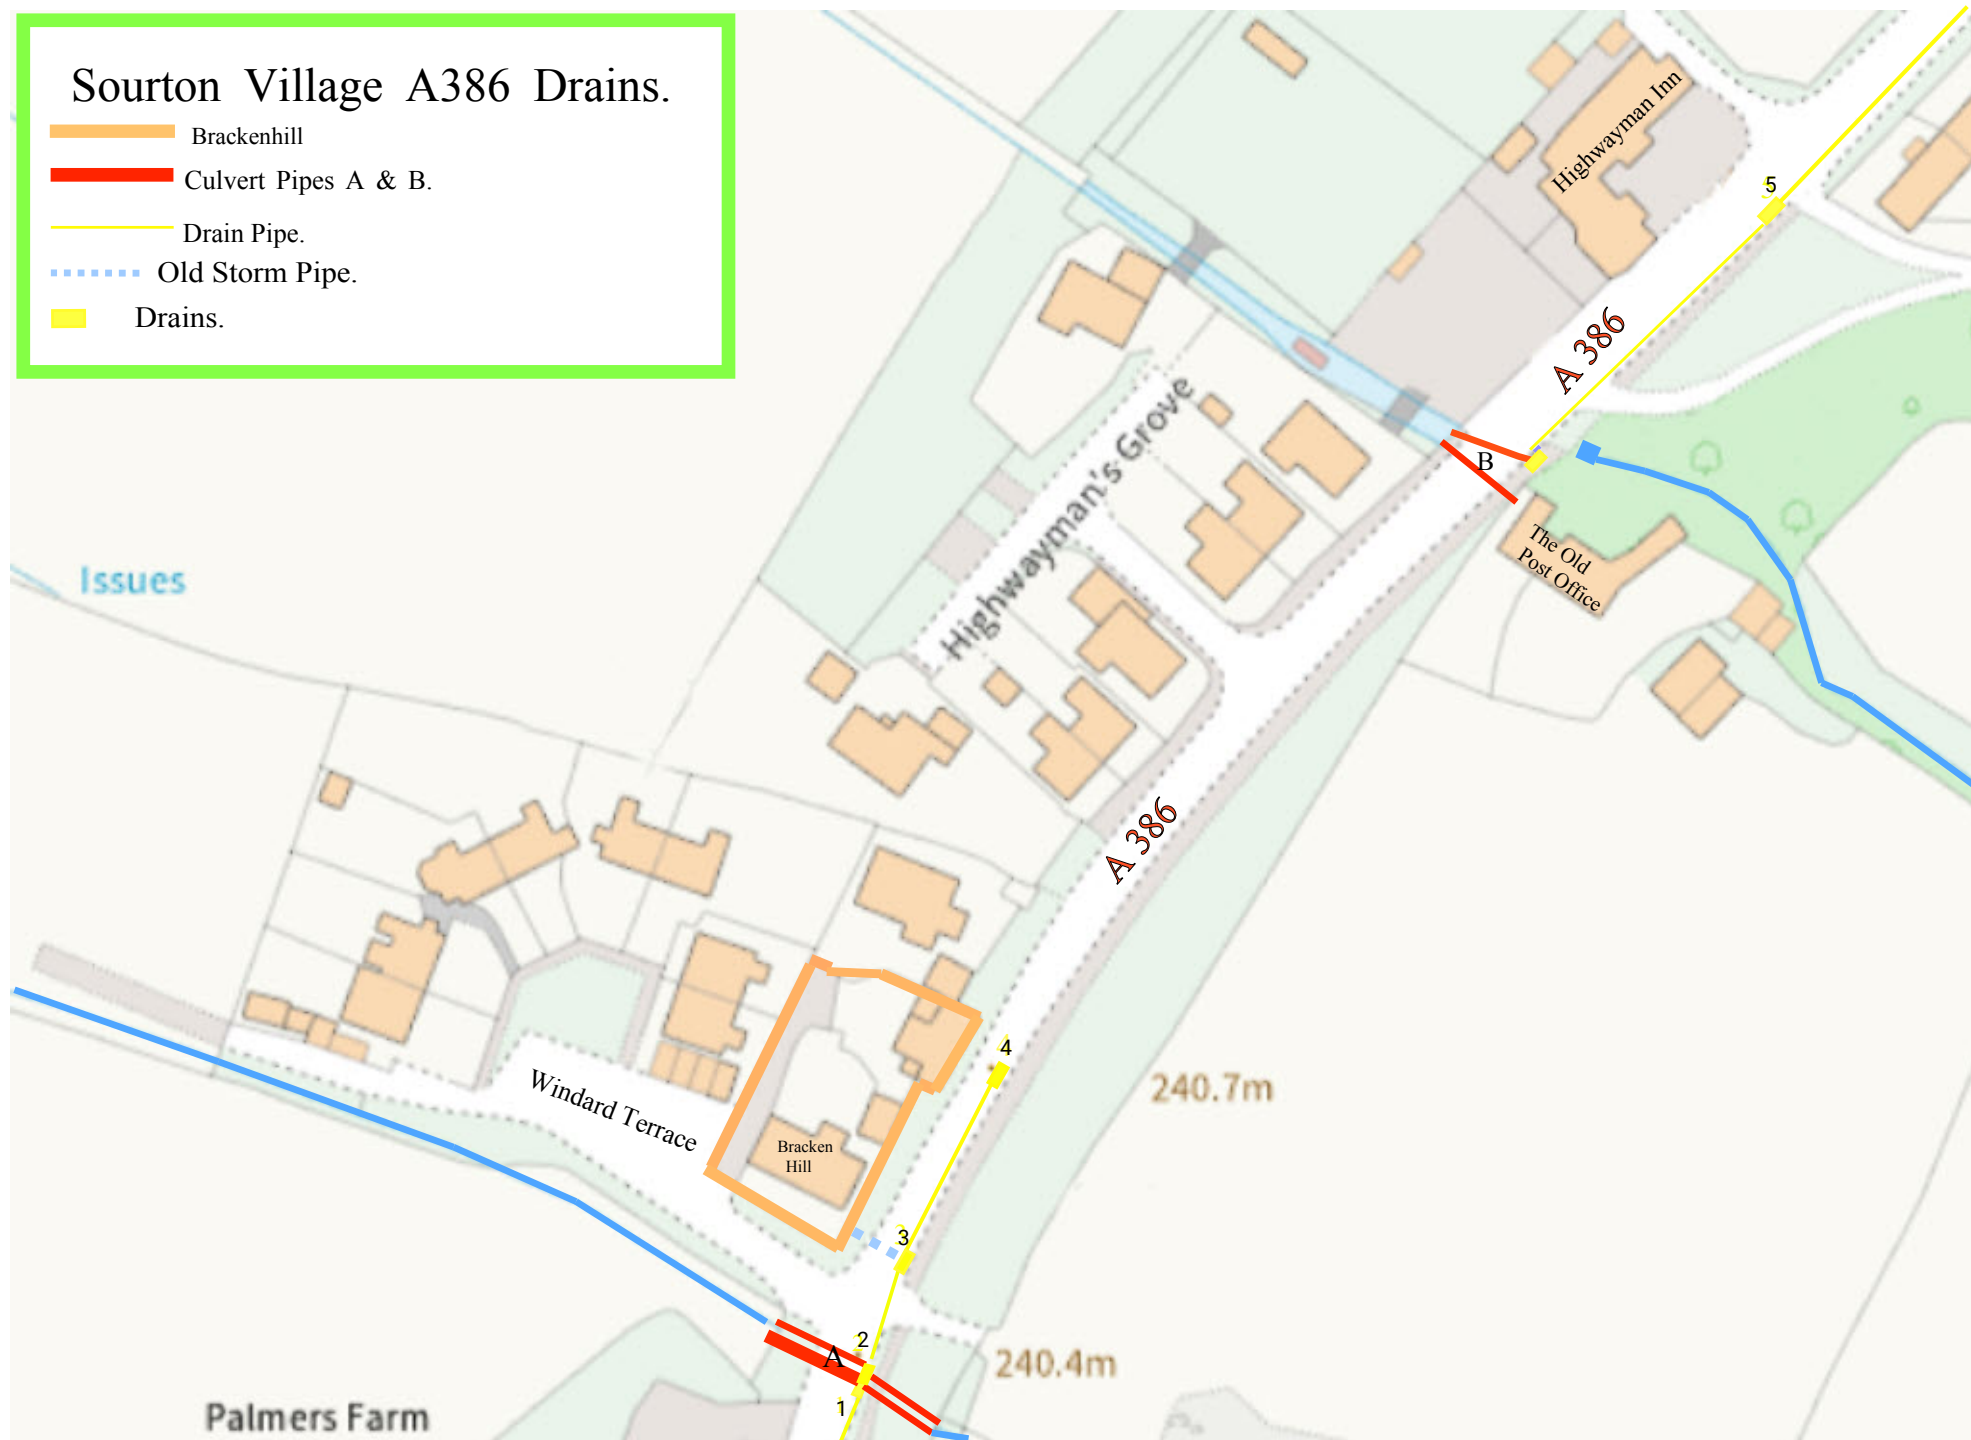 Sourton Village A386 Drains.
Brackenhill
Culvert Pipes A & B.
Drain Pipe.
Old Storm Pipe.
Drains.
Highwayman Inn
5
A 386
Highwayman's Grove
B
The Old
Post Office
Issues
A 386
4
240.7m
Windard Terrace
Bracken
Hill
3
2
A
240.4m
1
Palmers Farm